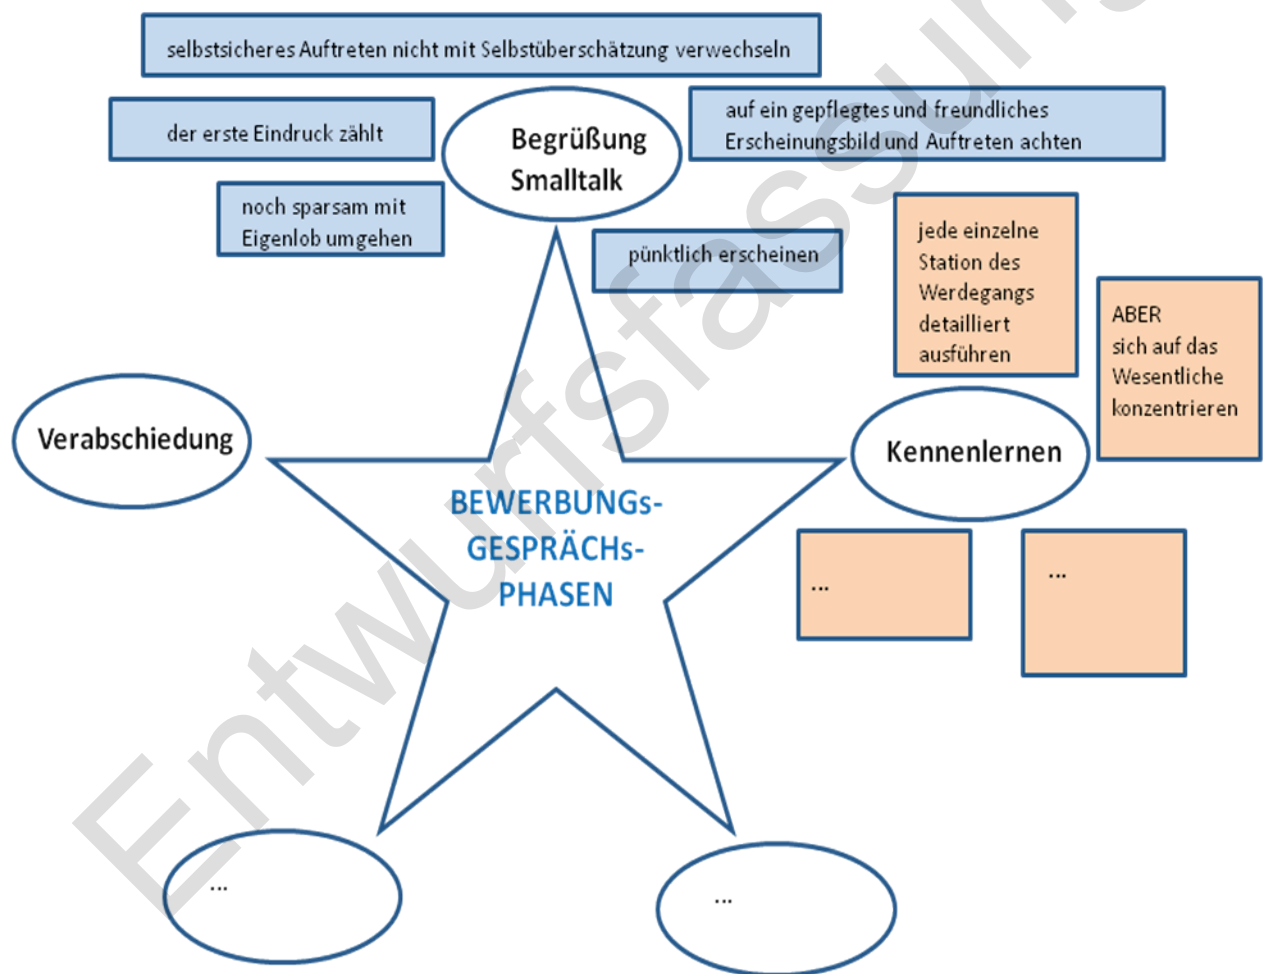 selbstsicheres Auftreten nicht mit Selbstüberschätzung verwechseln
der erste Eindruck zählt
Begrüßung
Smalltalk
auf ein gepflegtes und freundliches
Erscheinungsbild und Auftreten achten
noch sparsam mit
Eigenlob umgehen
pünktlich erscheinen
jede einzelne
Station des
Werdegangs
detailliert
ausführen
ABER
sich auf das
Wesentliche
konzentrieren
Verabschiedung
Kennenlernen
BEWERBUNGs-
GESPRÄCHs-
PHASEN
...
...
...
...
Entwurfsfassung